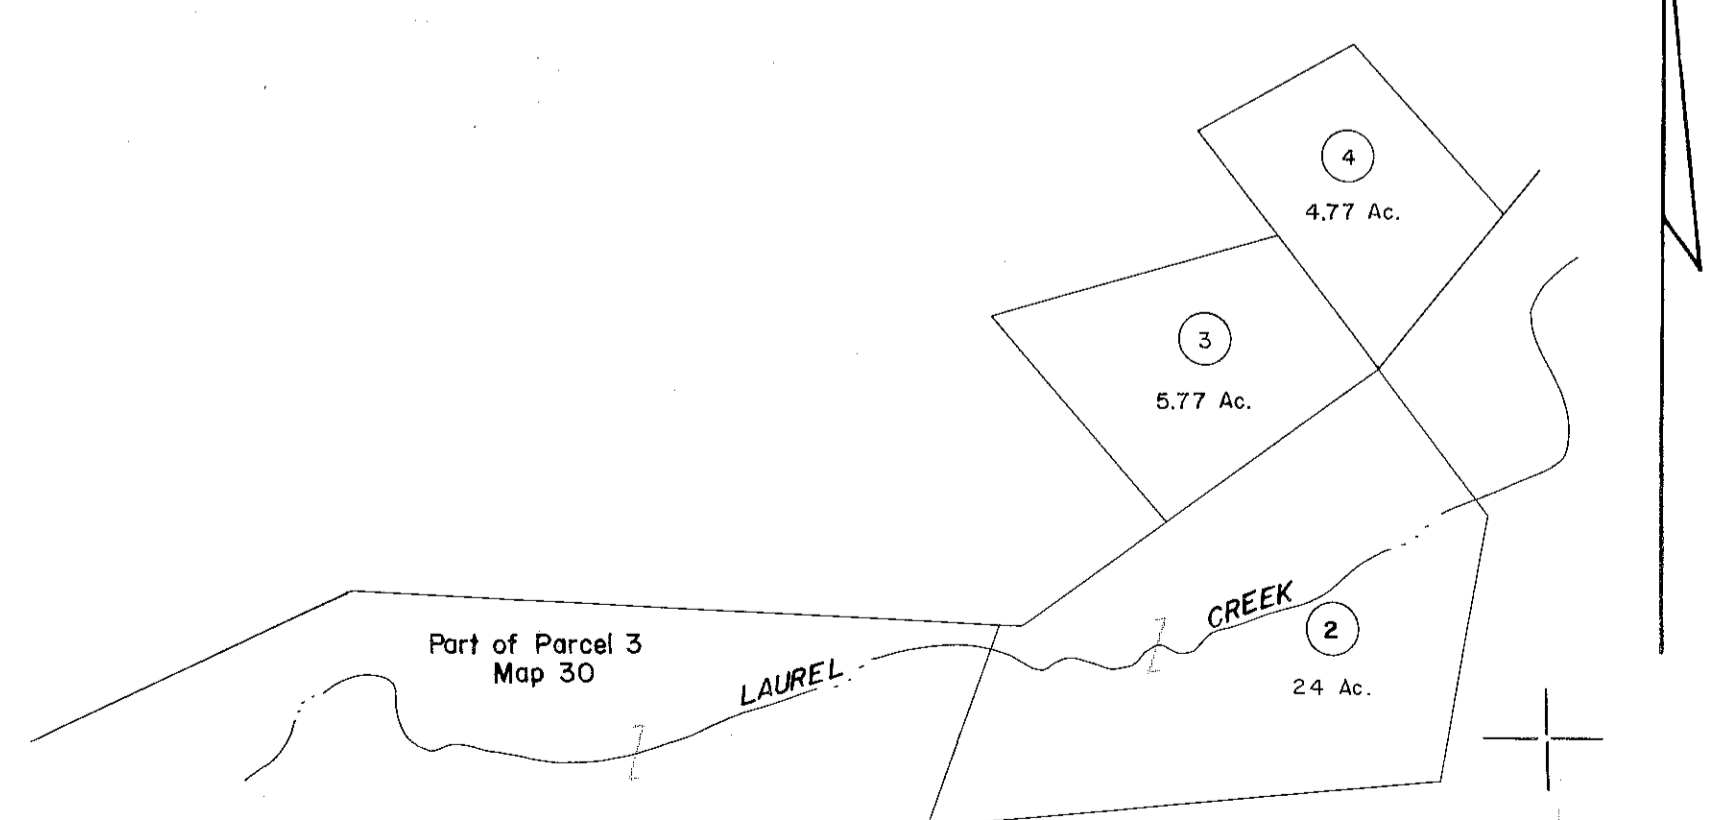 4
4.77 Ac.
3
5.77 Ac.
CREEK
2
Part of Parcel 3
Map 30
LAUREL
24 Ac.